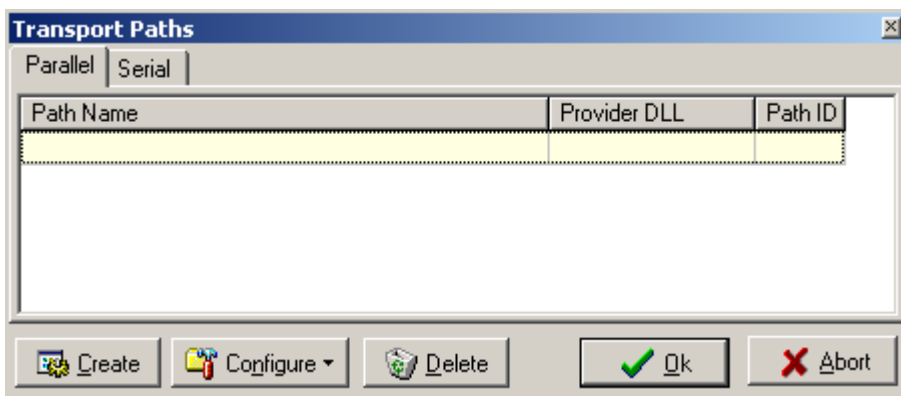 Transport Paths
Parallel Serial
Path Name Provider DLL Path ID
Create Configure Delete Ok Abort